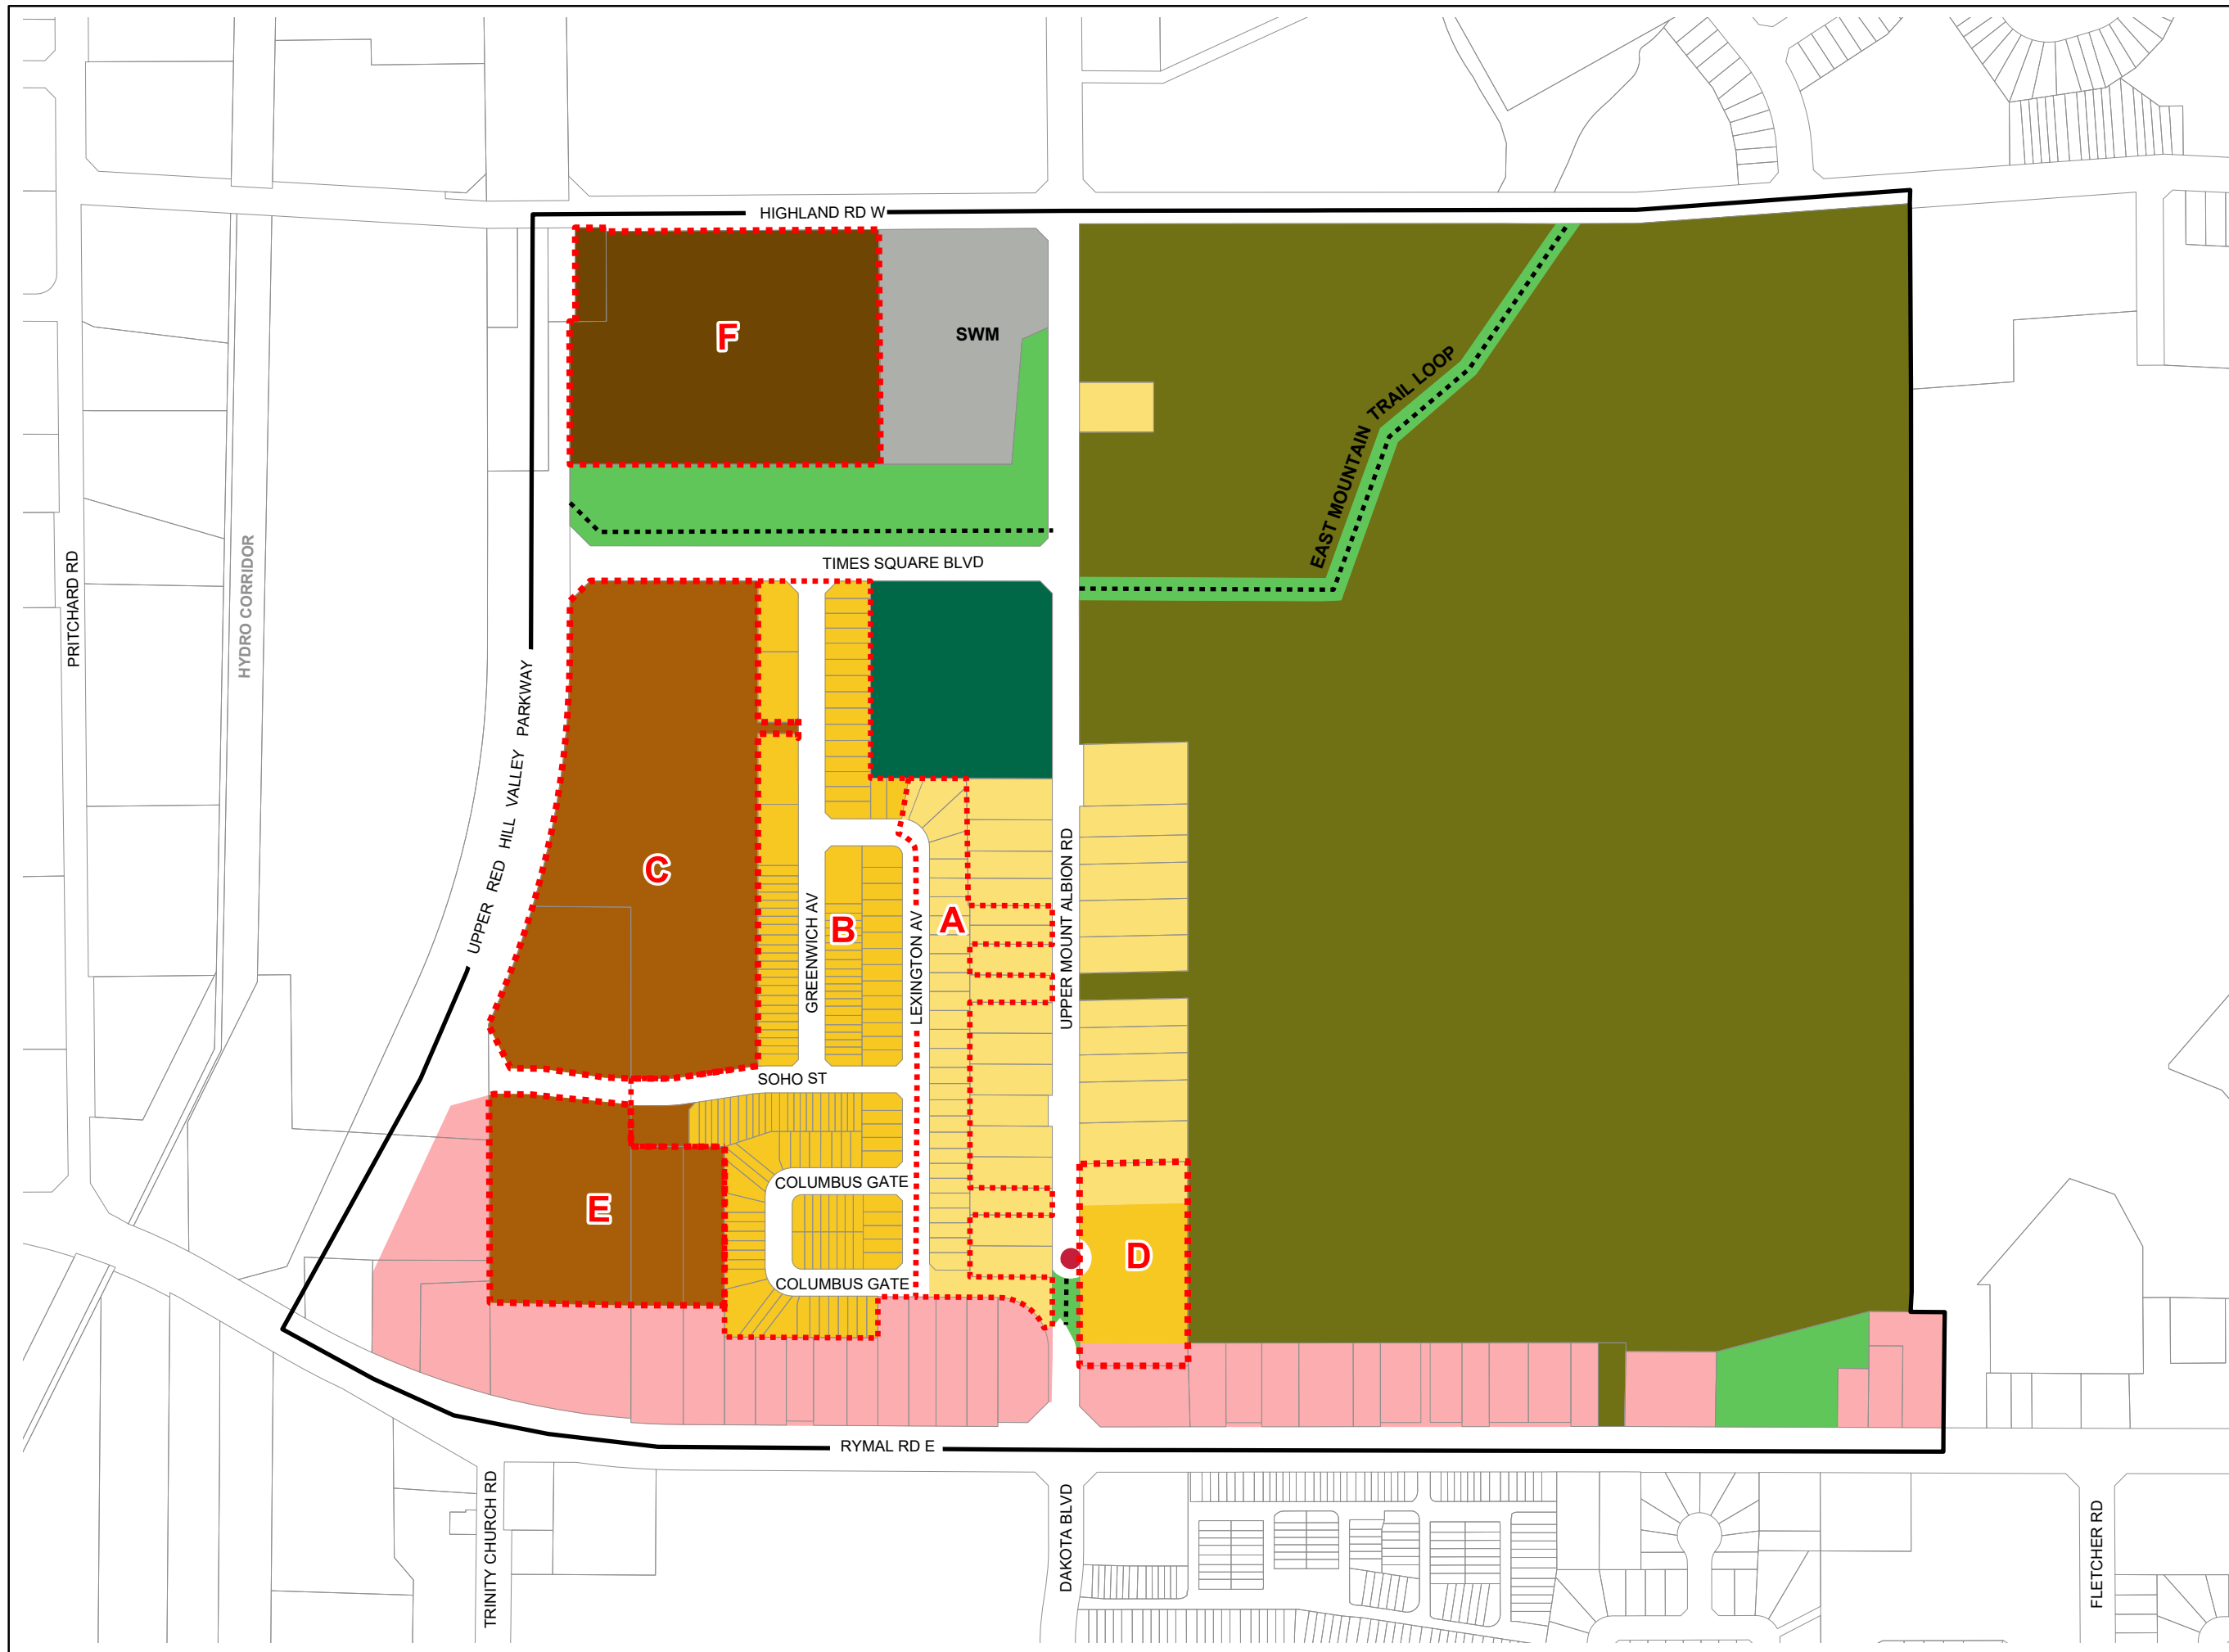 HIGHLAND RD W
F
SWM
EAST MOUNTAIN TRAIL LOOP
TIMES SQUARE BLVD
PRITCHARD RD
HYDRO CORRIDOR
UPPER RED HILL VALLEY PARKWAY
C
B
A
GREENWICH AV
LEXINGTON AV
UPPER MOUNT ALBION RD
SOHO ST
COLUMBUS GATE
E
D
COLUMBUS GATE
RYMAL RD E
TRINITY CHURCH RD
DAKOTA BLVD
FLETCHER RD